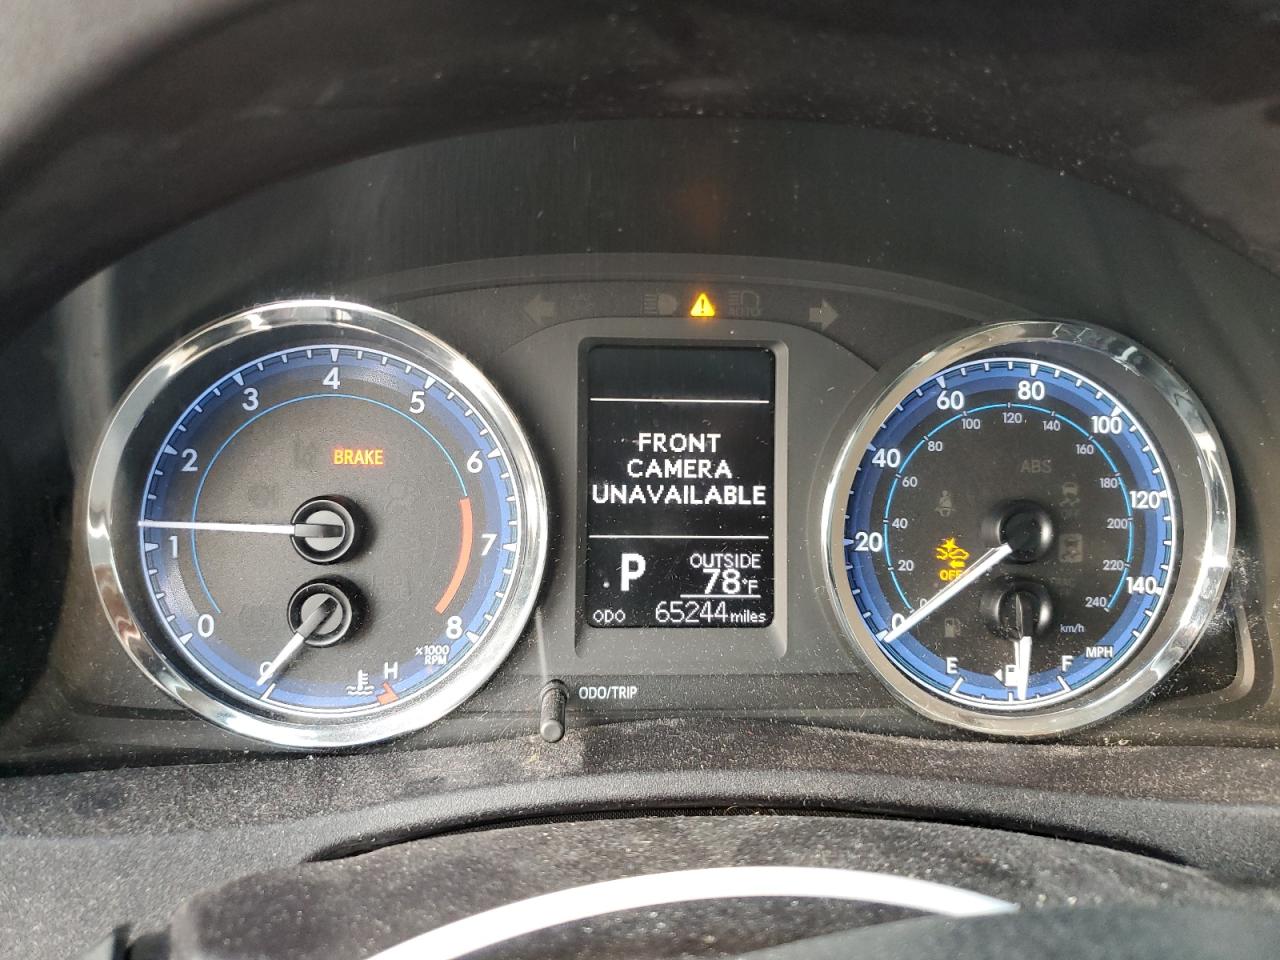 0
1
2
3
4
5
6
7
8
x1000
RPM
BRAKE
H
FRONT
CAMERA
UNAVAILABLE
P
OUTSIDE
78°F
ODO 65244 miles
ODO/TRIP
0
20
40
60
80
100
120
140
MPH
20
40
60
80
100
120
140
160
180
200
220
240
km/h
ABS
OFF
E
F